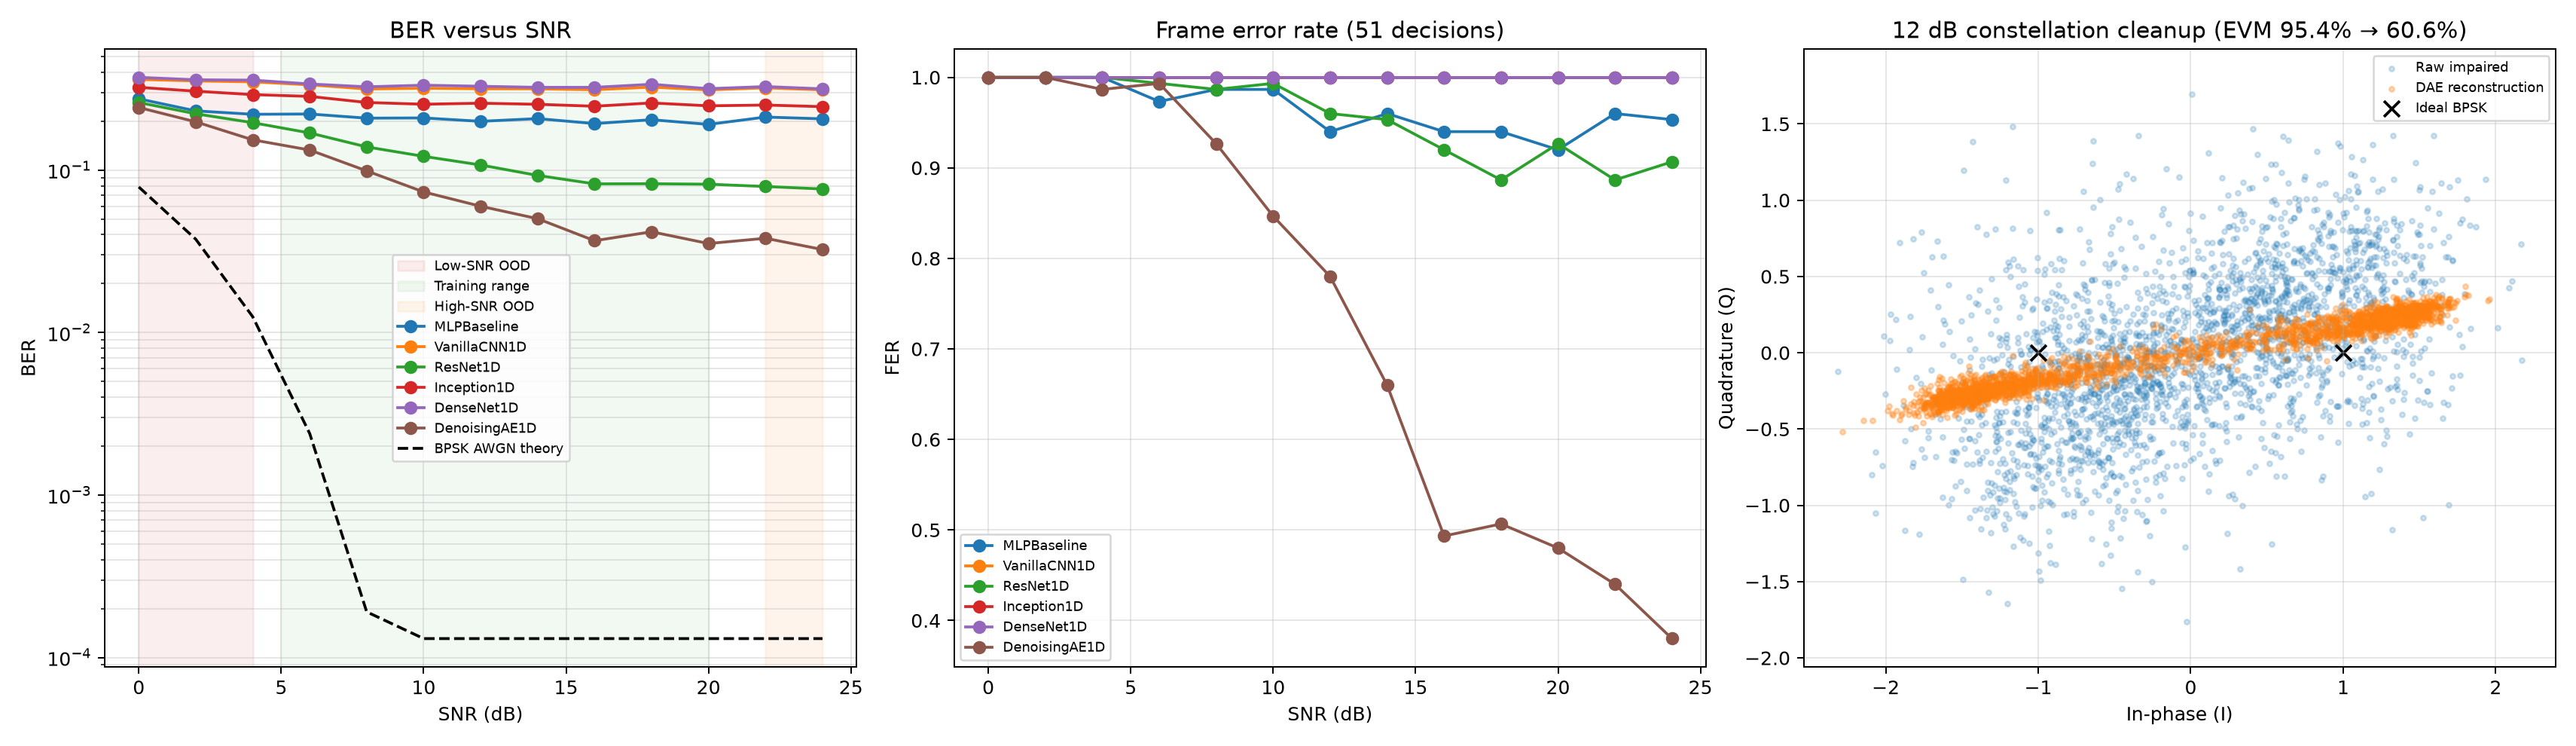 BER versus SNR
BER
10⁻¹
10⁻²
10⁻³
10⁻⁴
Low-SNR OOD
Training range
High-SNR OOD
MLPBaseline
VanillaCNN1D
ResNet1D
Inception1D
DenseNet1D
DenoisingAE1D
BPSK AWGN theory
0 5 10 15 20 25
SNR (dB)
Frame error rate (51 decisions)
FER
1.0
0.9
0.8
0.7
0.6
0.5
0.4
MLPBaseline
VanillaCNN1D
ResNet1D
Inception1D
DenseNet1D
DenoisingAE1D
0 5 10 15 20 25
SNR (dB)
12 dB constellation cleanup (EVM 95.4% → 60.6%)
Quadrature (Q)
Raw impaired
DAE reconstruction
Ideal BPSK
1.5
1.0
0.5
0.0
−0.5
−1.0
−1.5
−2.0
−2 −1 0 1 2
In-phase (I)